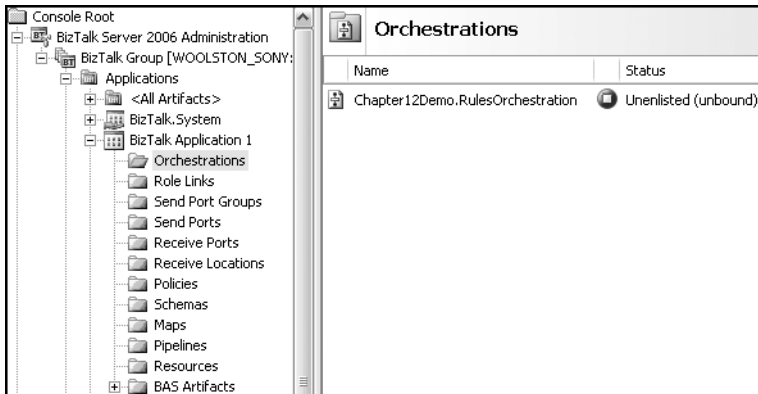 Console Root
BizTalk Server 2006 Administration
BizTalk Group [WOOLSTON_SONY:
Applications
<All Artifacts>
BizTalk.System
BizTalk Application 1
Orchestrations
Role Links
Send Port Groups
Send Ports
Receive Ports
Receive Locations
Policies
Schemas
Maps
Pipelines
Resources
BAS Artifacts
Orchestrations
Name Status
Chapter12Demo.RulesOrchestration Unenlisted (unbound)